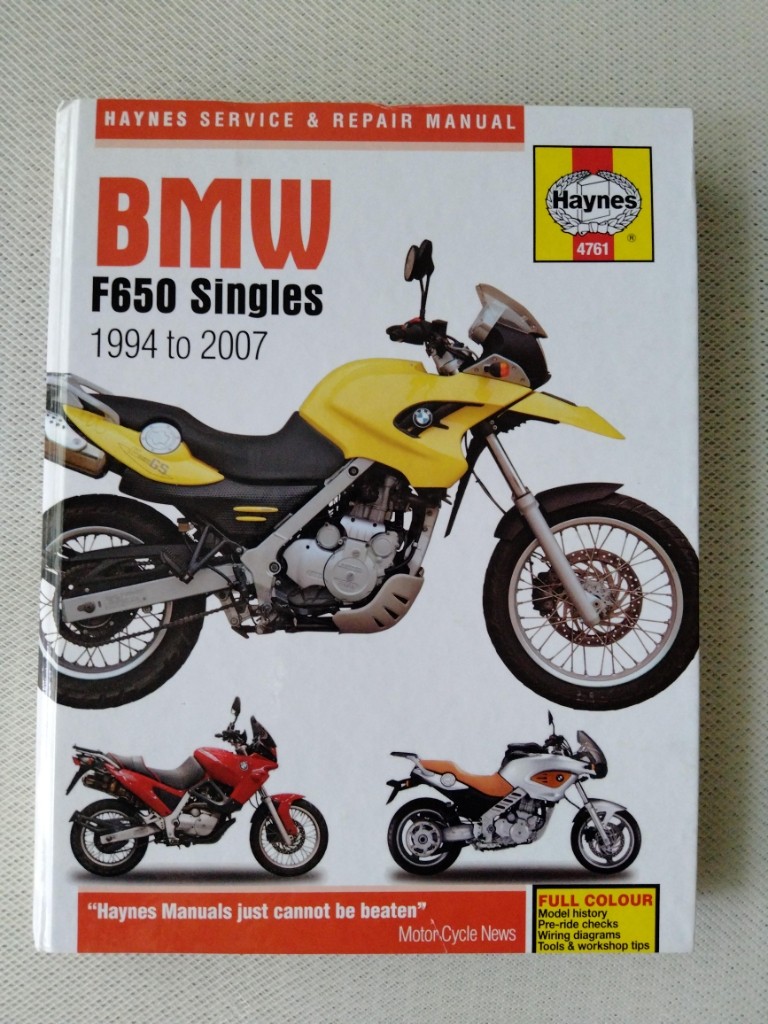 HAYNES SERVICE & REPAIR MANUAL
Haynes
®
4761
BMW
F650 Singles
1994 to 2007
GS
“Haynes Manuals just cannot be beaten”
Motor Cycle News
FULL COLOUR
Model history
Pre-ride checks
Wiring diagrams
Tools & workshop tips